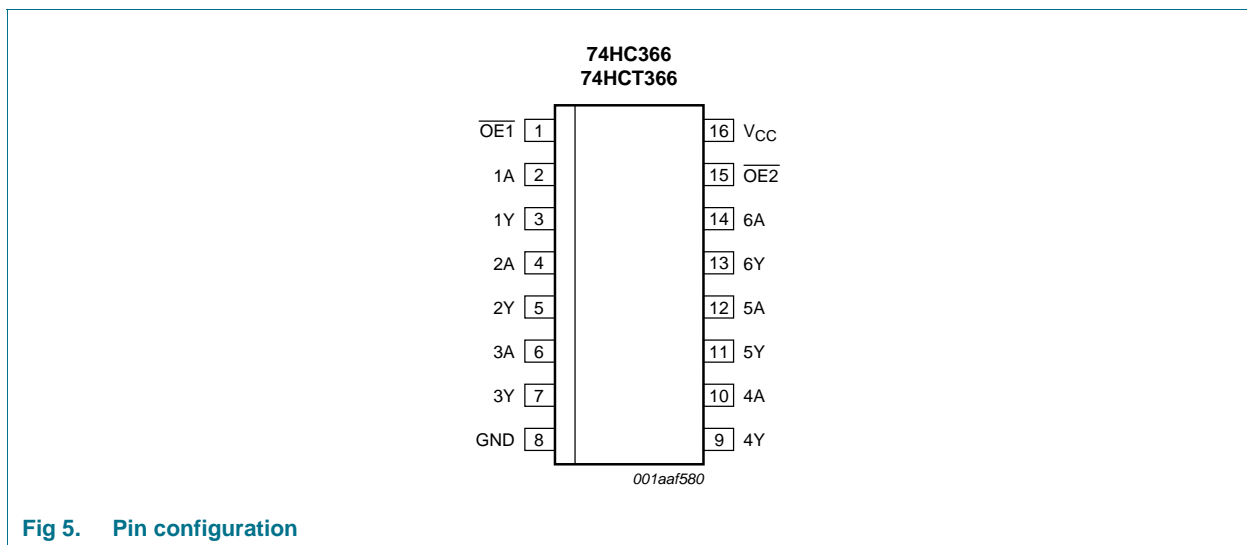 74HC366
74HCT366
OE1 1
1A 2
1Y 3
2A 4
2Y 5
3A 6
3Y 7
GND 8
16 VCC
15 OE2
14 6A
13 6Y
12 5A
11 5Y
10 4A
9 4Y
001aaf580
Fig 5. Pin configuration